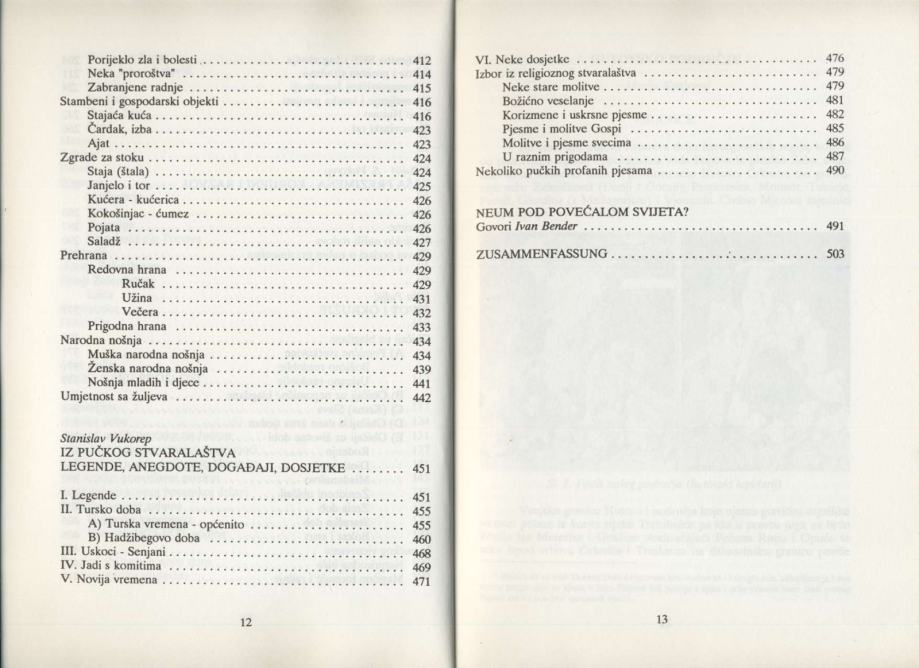 Porijeklo zla i bolesti . . . . . . . . . . . . . . . . . . . . 412
Neka "proroštva" . . . . . . . . . . . . . . . . . . . . 414
Zabranjene radnje . . . . . . . . . . . . . . . . . . . . 415
Stambeni i gospodarski objekti . . . . . . . . . . . . . . . . . . . . 416
Stajaća kuća . . . . . . . . . . . . . . . . . . . . 416
Čardak, izba . . . . . . . . . . . . . . . . . . . . 423
Ajat . . . . . . . . . . . . . . . . . . . . 423
Zgrade za stoku . . . . . . . . . . . . . . . . . . . . 424
Staja (štala) . . . . . . . . . . . . . . . . . . . . 424
Janjelo i tor . . . . . . . . . . . . . . . . . . . . 425
Kućera - kućerica . . . . . . . . . . . . . . . . . . . . 426
Kokošinjac - ćumez . . . . . . . . . . . . . . . . . . . . 426
Pojata . . . . . . . . . . . . . . . . . . . . 426
Saladž . . . . . . . . . . . . . . . . . . . . 427
Prehrana . . . . . . . . . . . . . . . . . . . . 429
Redovna hrana . . . . . . . . . . . . . . . . . . . . 429
Ručak . . . . . . . . . . . . . . . . . . . . 429
Užina . . . . . . . . . . . . . . . . . . . . 431
Večera . . . . . . . . . . . . . . . . . . . . 432
Prigodna hrana . . . . . . . . . . . . . . . . . . . . 433
Narodna nošnja . . . . . . . . . . . . . . . . . . . . 434
Muška narodna nošnja . . . . . . . . . . . . . . . . . . . . 434
Ženska narodna nošnja . . . . . . . . . . . . . . . . . . . . 439
Nošnja mladih i djece . . . . . . . . . . . . . . . . . . . . 441
Umjetnost sa žuljeva . . . . . . . . . . . . . . . . . . . . 442
Stanislav Vukorep
IZ PUČKOG STVARALAŠTVA
LEGENDE, ANEGDOTE, DOGAĐAJI, DOSJETKE . . . . . . . . 451
I. Legende . . . . . . . . . . . . . . . . . . . . 451
II. Tursko doba . . . . . . . . . . . . . . . . . . . . 455
A) Turska vremena - općenito . . . . . . . . . . . . . . . . . . . . 455
B) Hadžibegovo doba . . . . . . . . . . . . . . . . . . . . 460
III. Uskoci - Senjani . . . . . . . . . . . . . . . . . . . . 468
IV. Jadi s komitima . . . . . . . . . . . . . . . . . . . . 469
V. Novija vremena . . . . . . . . . . . . . . . . . . . . 471
12
VI. Neke dosjetke . . . . . . . . . . . . . . . . . . . . 476
Izbor iz religioznog stvaralaštva . . . . . . . . . . . . . . . . . . . . 479
Neke stare molitve . . . . . . . . . . . . . . . . . . . . 479
Božićno veselanje . . . . . . . . . . . . . . . . . . . . 481
Korizmene i uskrsne pjesme . . . . . . . . . . . . . . . . . . . . 482
Pjesme i molitve Gospi . . . . . . . . . . . . . . . . . . . . 485
Molitve i pjesme svecima . . . . . . . . . . . . . . . . . . . . 486
U raznim prigodama . . . . . . . . . . . . . . . . . . . . 487
Nekoliko pučkih profanih pjesama . . . . . . . . . . . . . . . . . . . . 490
NEUM POD POVEĆALOM SVIJETA?
Govori Ivan Bender . . . . . . . . . . . . . . . . . . . . 491
ZUSAMMENFASSUNG . . . . . . . . . . . . . . . . . . . . 503
13